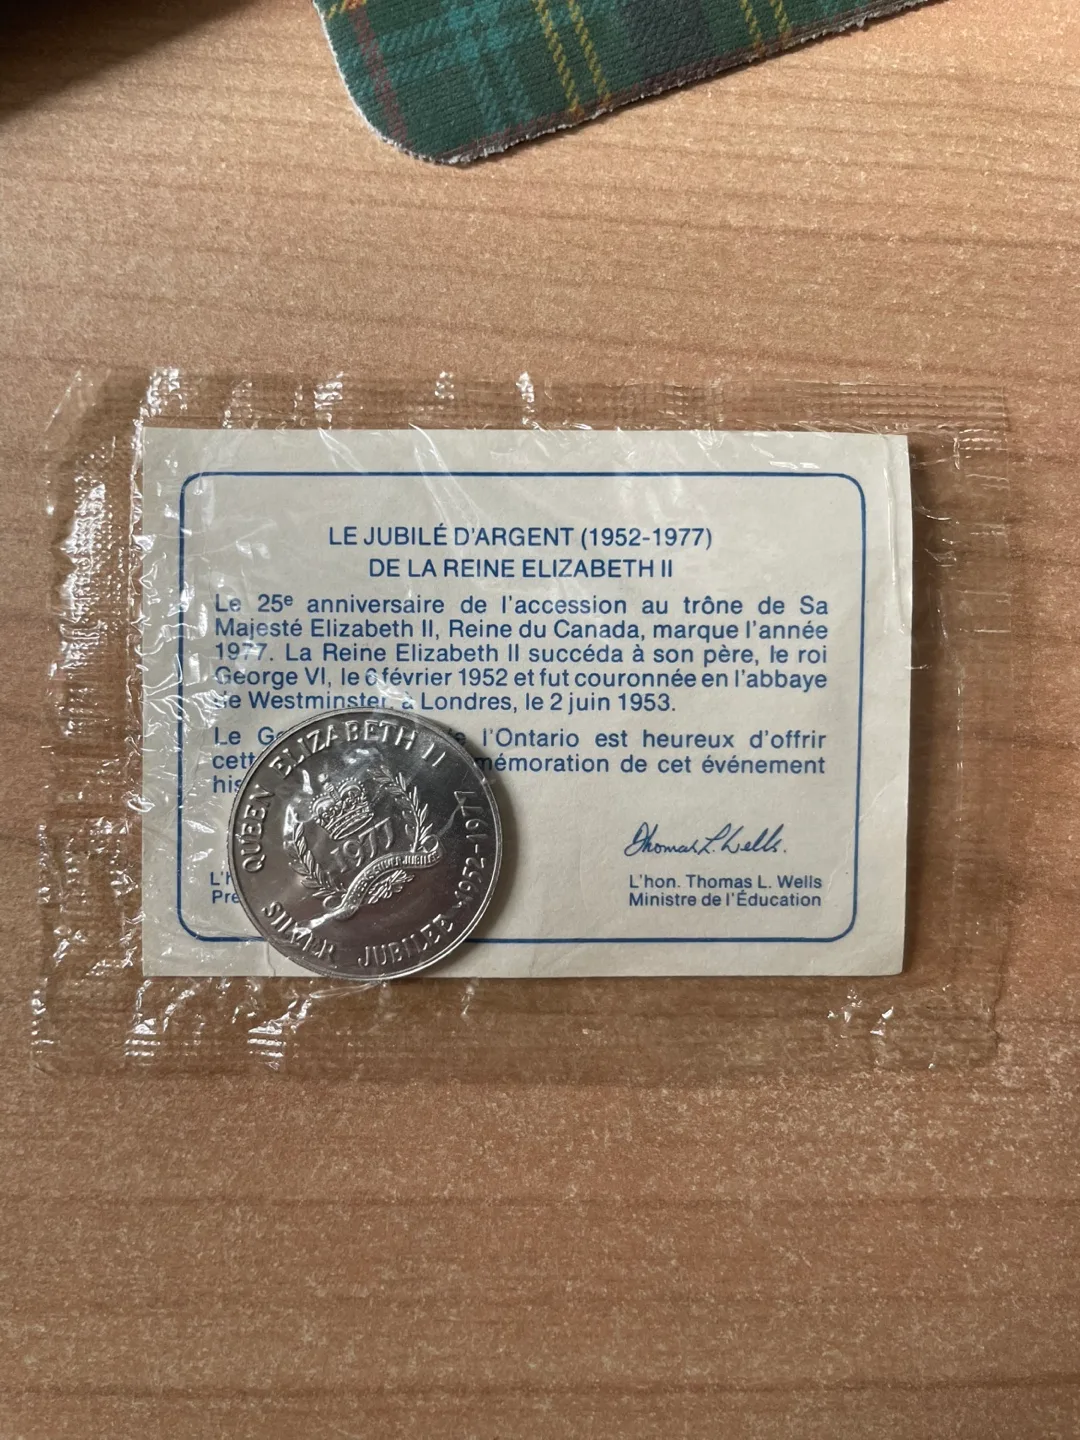 LE JUBILÉ D'ARGENT (1952-1977)
DE LA REINE ELIZABETH II
Le 25e anniversaire de l'accession au trône de Sa
Majesté Elizabeth II, Reine du Canada, marque l'année
1977. La Reine Elizabeth II succéda à son père, le roi
George VI, le 6 février 1952 et fut couronnée en l'abbaye
de Westminster, à Londres, le 2 juin 1953.
Le l'Ontario est heureux d'offrir
de cet événement
Thomas L. Wells.
L'hon. Thomas L. Wells
Ministre de l'Éducation
QUEEN ELIZABETH II
1977
SILVER JUBILEE
SILVER JUBILEE 1952-1977